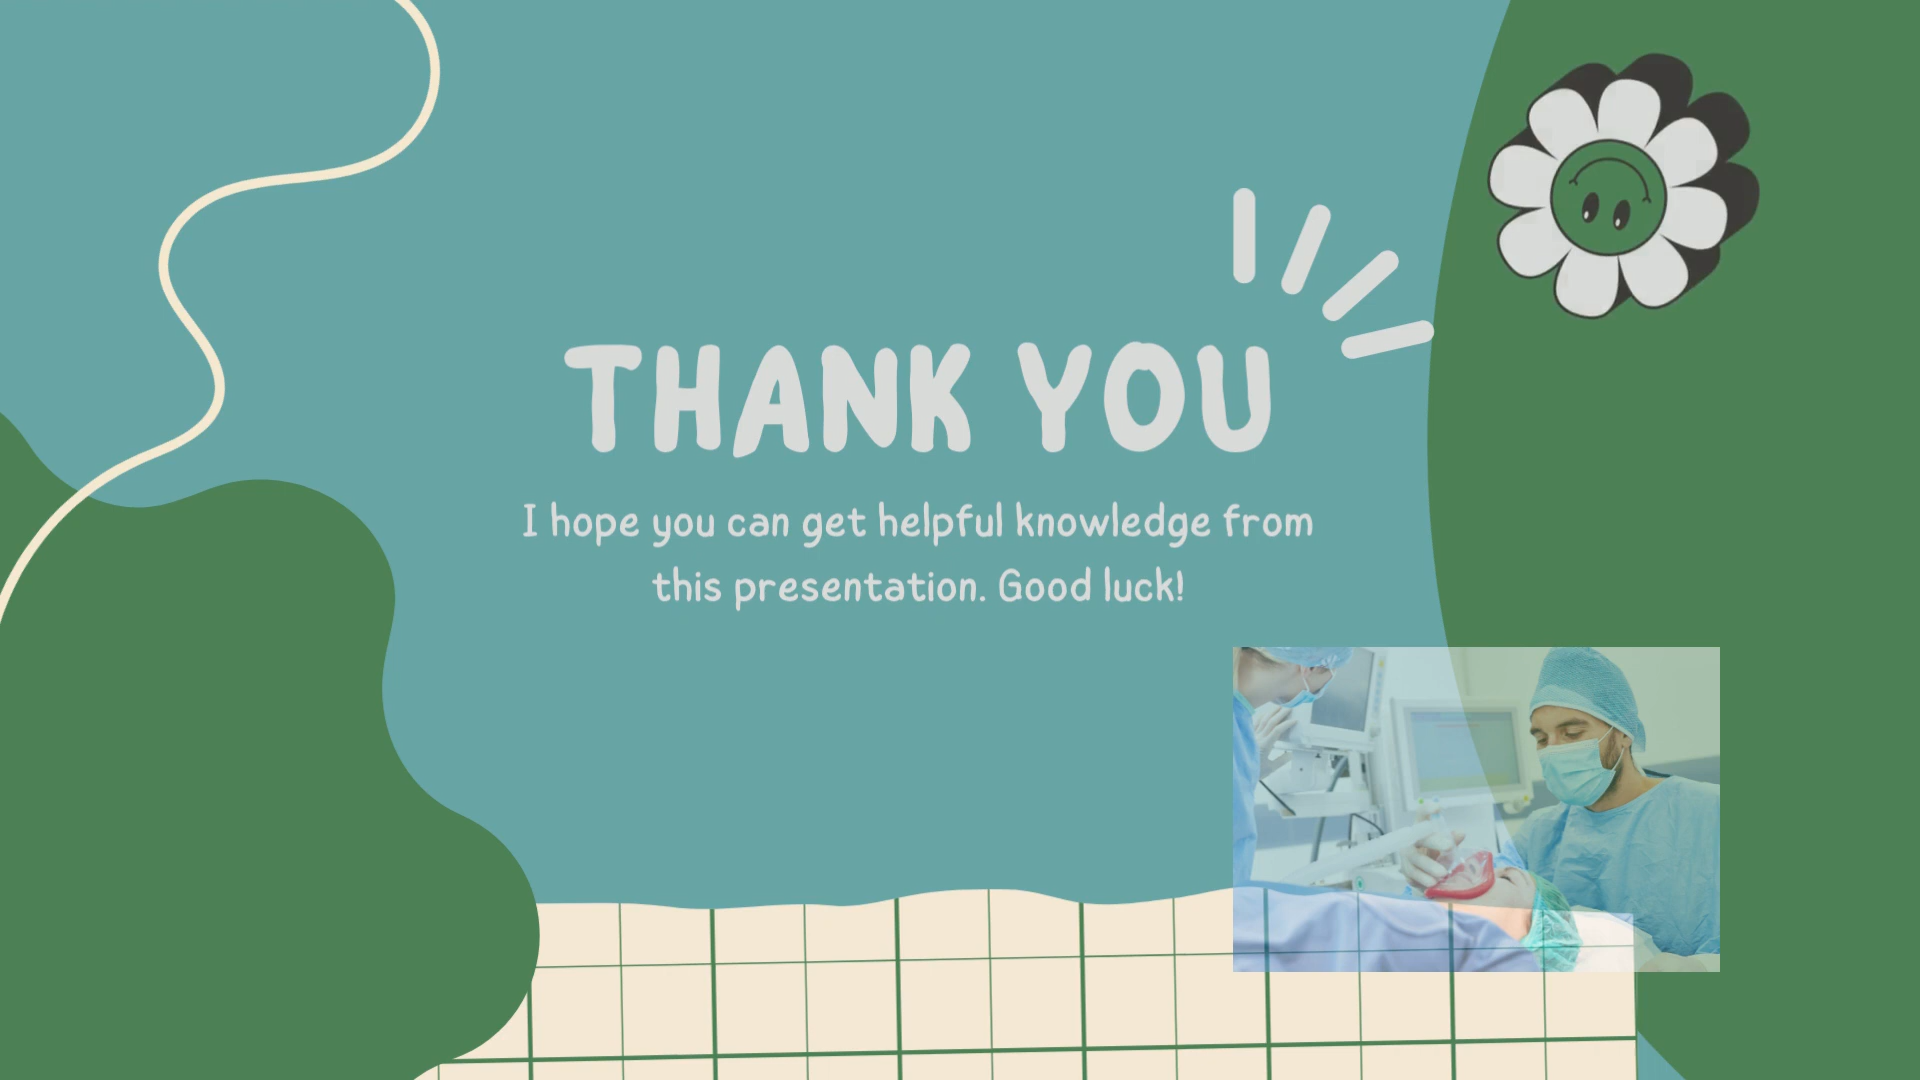 THANK YOU
I hope you can get helpful knowledge from
this presentation. Good luck!